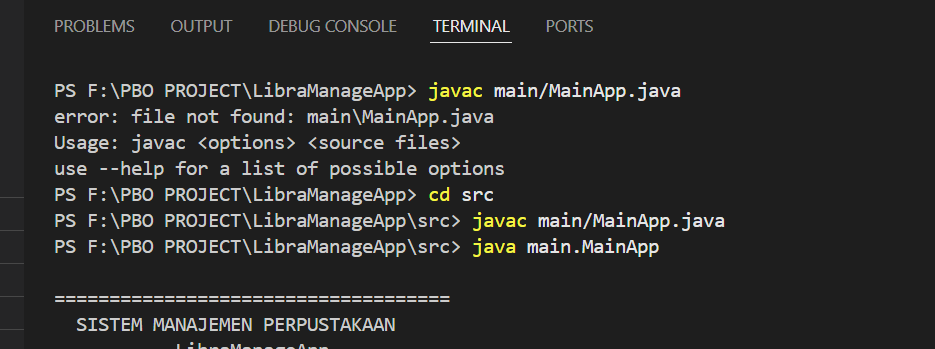 PROBLEMS OUTPUT DEBUG CONSOLE TERMINAL PORTS
PS F:\PBO PROJECT\LibraManageApp> javac main/MainApp.java
error: file not found: main\MainApp.java
Usage: javac <options> <source files>
use --help for a list of possible options
PS F:\PBO PROJECT\LibraManageApp> cd src
PS F:\PBO PROJECT\LibraManageApp\src> javac main/MainApp.java
PS F:\PBO PROJECT\LibraManageApp\src> java main.MainApp
====================================
SISTEM MANAJEMEN PERPUSTAKAAN
LibraManageApp